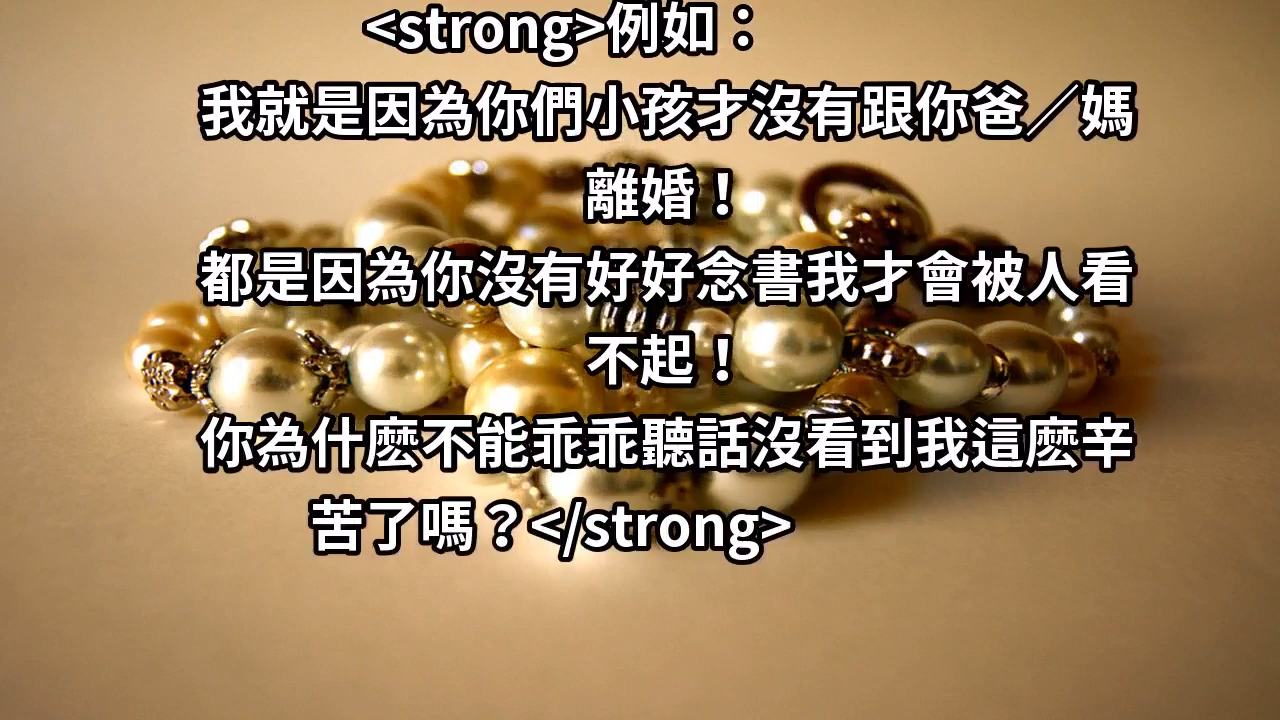 <strong>例如：
我就是因為你們小孩才沒有跟你爸／媽
離婚！
都是因為你沒有好好念書我才會被人看
不起！
你為什麽不能乖乖聽話沒看到我這麽辛
苦了嗎？</strong>